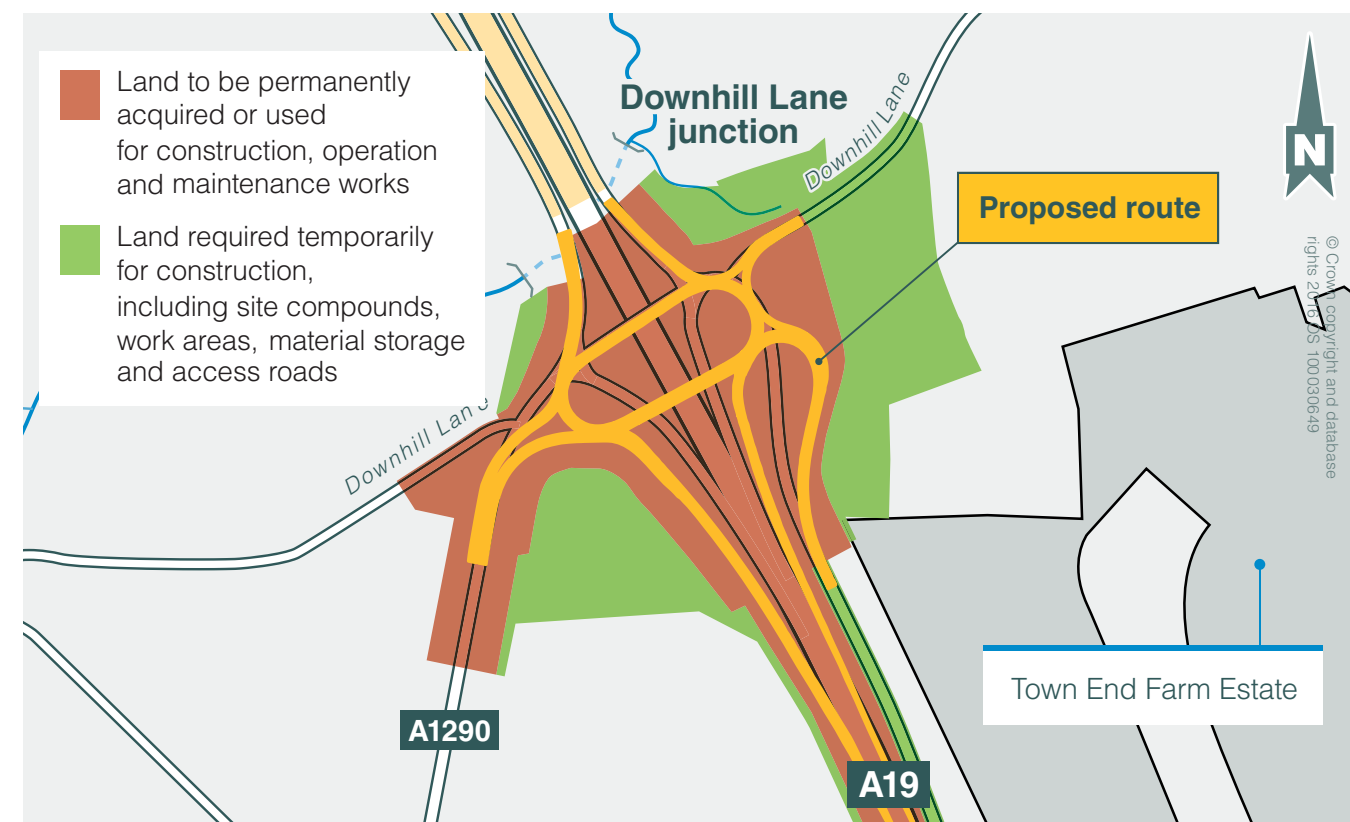 Land to be permanently
acquired or used
for construction, operation
and maintenance works
Land required temporarily
for construction,
including site compounds,
work areas, material storage
and access roads
Downhill Lane
junction
Downhill Lane
Proposed route
N
© Crown copyright and database
rights 2016 OS 100030649
Downhill Lane
Town End Farm Estate
A1290
A19